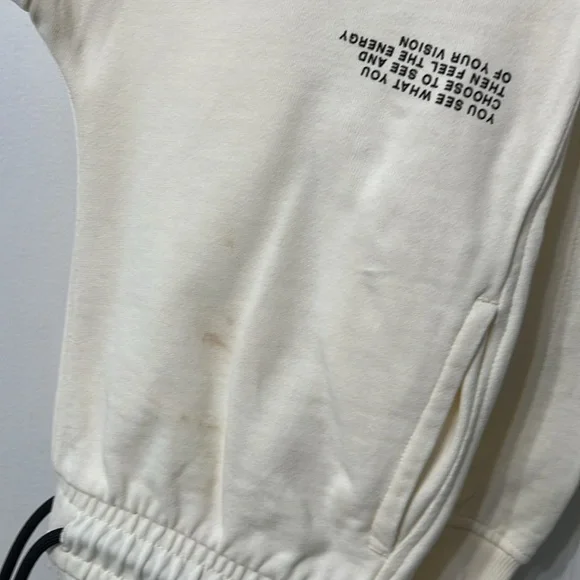 YOU SEE WHAT YOU
CHOOSE TO SEE AND
THEN FEEL THE ENERGY
OF YOUR VISION